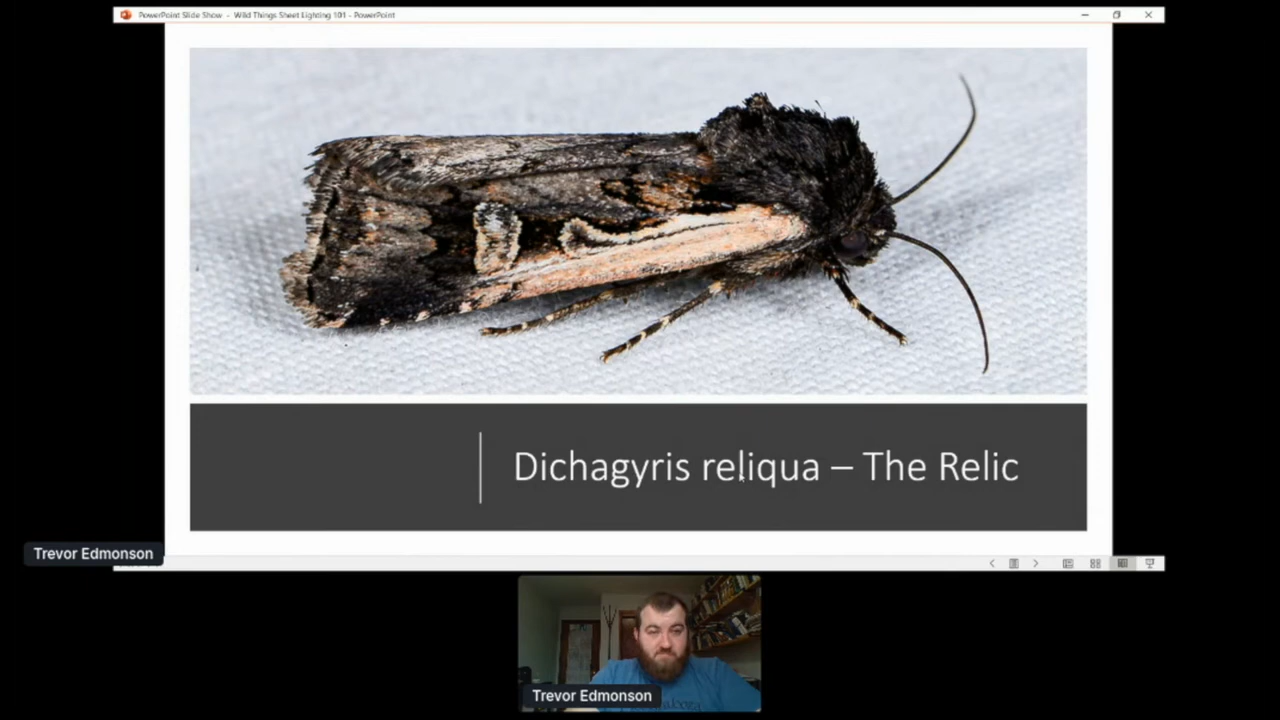 PowerPoint Slide Show - Wild Things Sheet Lighting 101 - PowerPoint
Dichagyris reliqua – The Relic
Trevor Edmonson
Trevor Edmonson